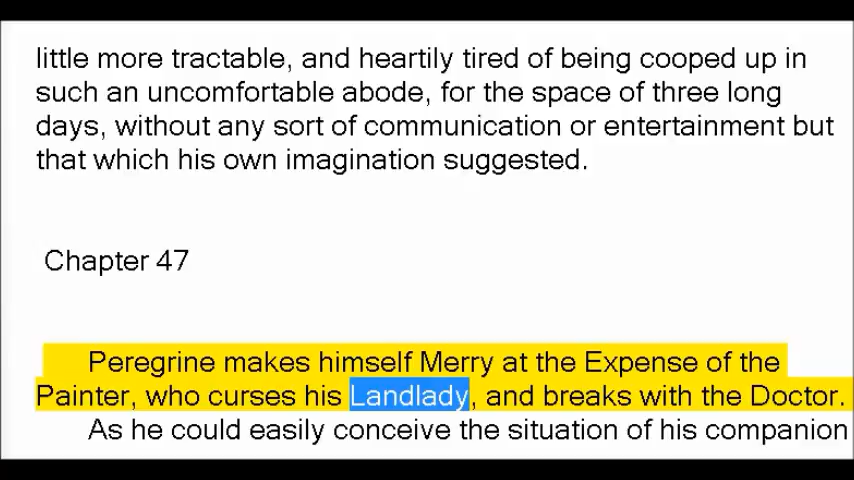 little more tractable, and heartily tired of being cooped up in
such an uncomfortable abode, for the space of three long
days, without any sort of communication or entertainment but
that which his own imagination suggested.
Chapter 47
Peregrine makes himself Merry at the Expense of the
Painter, who curses his Landlady, and breaks with the Doctor.
As he could easily conceive the situation of his companion